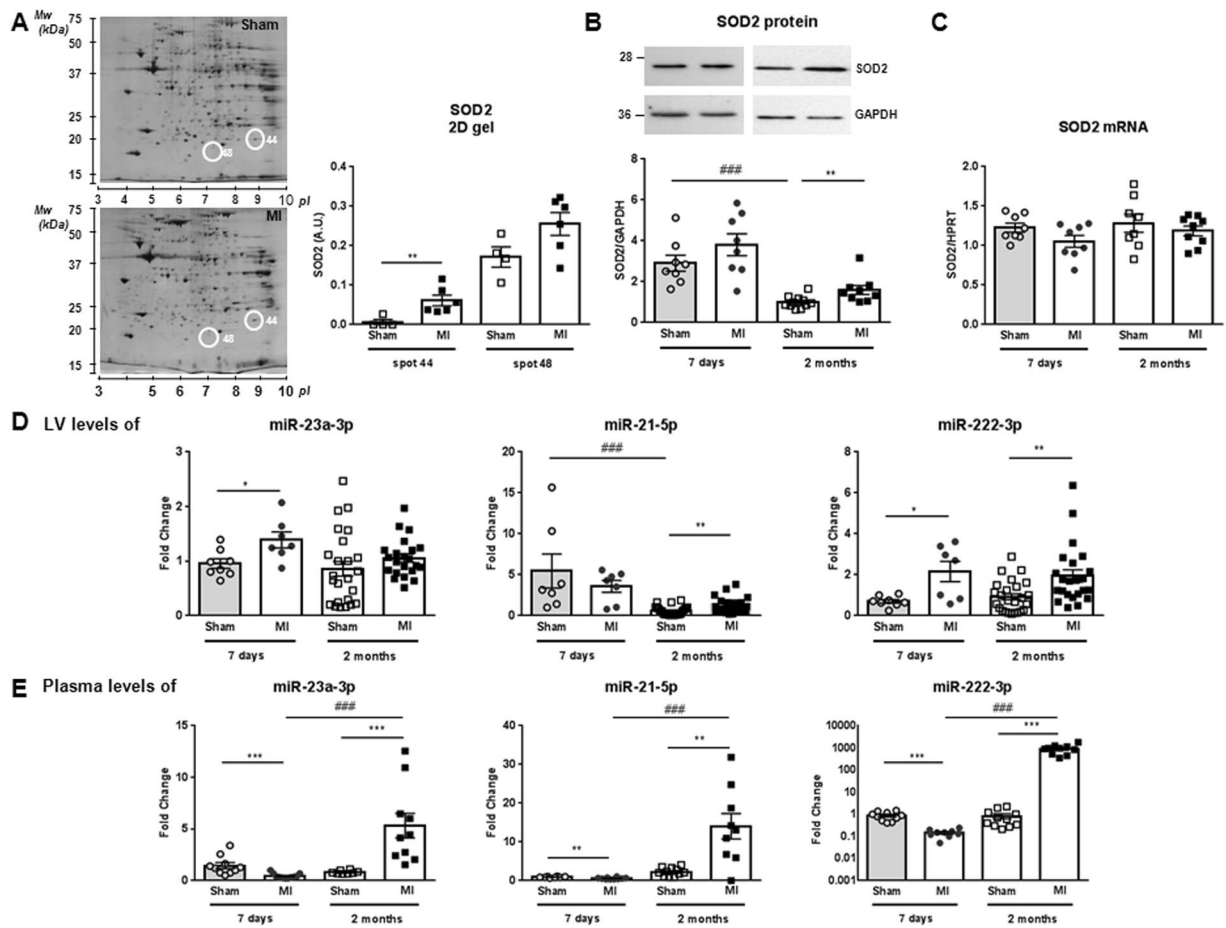 A
Mw
(kDa)
75
50
37
25
20
15
Sham
44
48
3 4 5 6 7 8 9 10 pI
Mw
(kDa)
75
50
37
25
20
15
MI
44
48
3 4 5 6 7 8 9 10 pI
SOD2
2D gel
SOD2 (A.U.)
0.4
0.3
0.2
0.1
0.0
**
Sham MI Sham MI
spot 44 spot 48
B
SOD2 protein
28
SOD2
36
GAPDH
SOD2/GAPDH
8
6
4
2
0
###
**
Sham MI Sham MI
7 days 2 months
C
SOD2 mRNA
SOD2/HPRT
2.0
1.5
1.0
0.5
0.0
Sham MI Sham MI
7 days 2 months
D LV levels of
miR-23a-3p
Fold Change
3
2
1
0
*
Sham MI Sham MI
7 days 2 months
miR-21-5p
Fold Change
20
15
10
5
0
###
**
Sham MI Sham MI
7 days 2 months
miR-222-3p
Fold Change
8
6
4
2
0
*
**
Sham MI Sham MI
7 days 2 months
E Plasma levels of
miR-23a-3p
Fold Change
15
10
5
0
###
***
***
Sham MI Sham MI
7 days 2 months
miR-21-5p
Fold Change
40
30
20
10
0
###
**
**
Sham MI Sham MI
7 days 2 months
miR-222-3p
Fold Change
10000
1000
100
10
1
0.1
0.01
0.001
###
***
***
Sham MI Sham MI
7 days 2 months